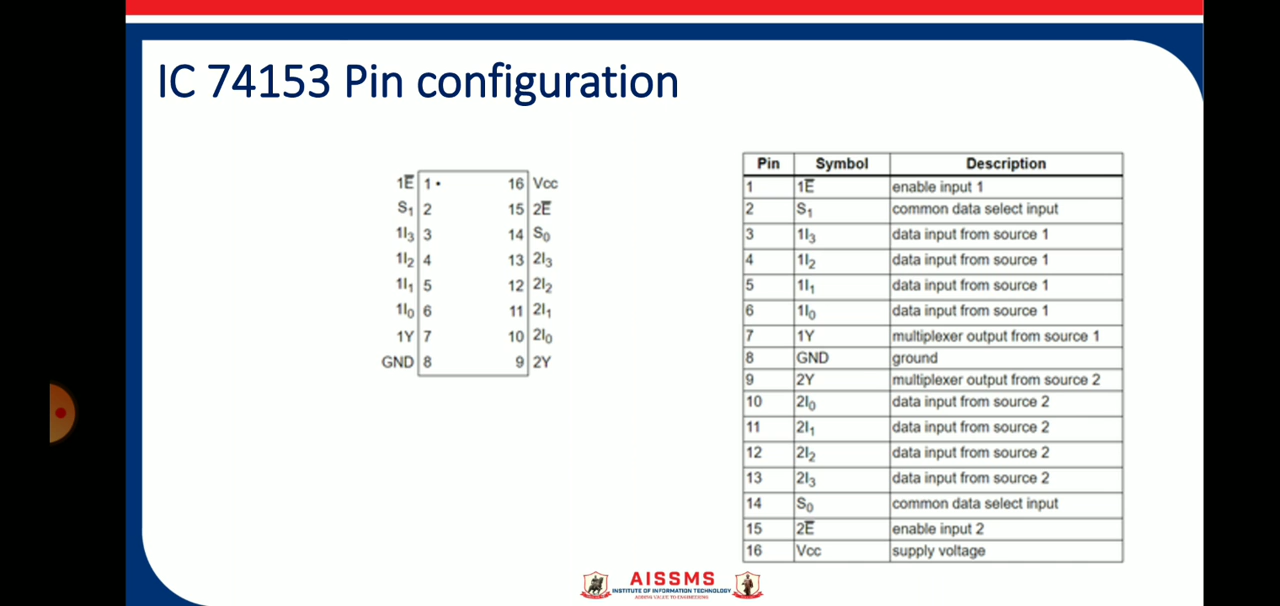 IC 74153 Pin configuration
1E̅ 1 16 Vcc
S₁ 2 15 2E̅
1I₃ 3 14 S₀
1I₂ 4 13 2I₃
1I₁ 5 12 2I₂
1I₀ 6 11 2I₁
1Y 7 10 2I₀
GND 8 9 2Y
Pin Symbol Description
1 1E̅ enable input 1
2 S₁ common data select input
3 1I₃ data input from source 1
4 1I₂ data input from source 1
5 1I₁ data input from source 1
6 1I₀ data input from source 1
7 1Y multiplexer output from source 1
8 GND ground
9 2Y multiplexer output from source 2
10 2I₀ data input from source 2
11 2I₁ data input from source 2
12 2I₂ data input from source 2
13 2I₃ data input from source 2
14 S₀ common data select input
15 2E̅ enable input 2
16 Vcc supply voltage
AISSMS
INSTITUTE OF INFORMATION TECHNOLOGY
ADDING VALUE TO ENGINEERING